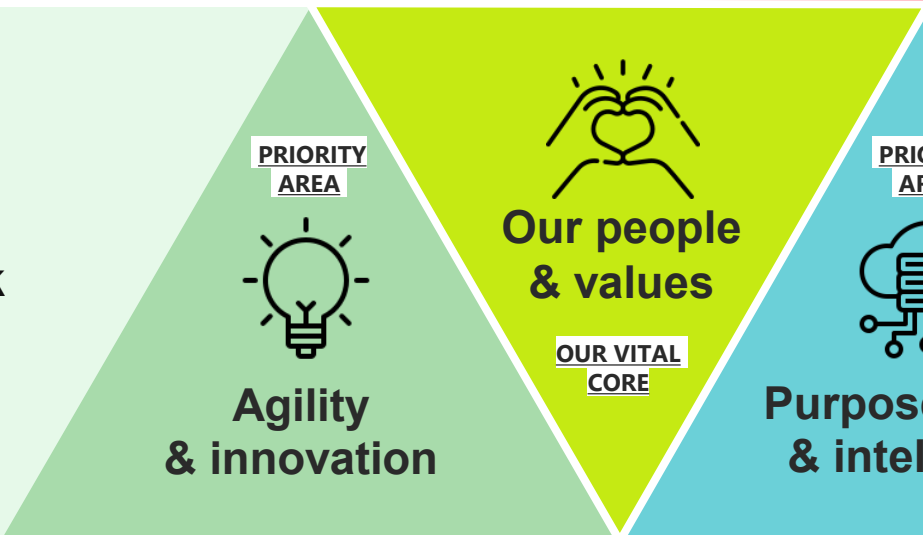 PRIORITY
AREA
Agility
& innovation
Our people
& values
OUR VITAL
CORE